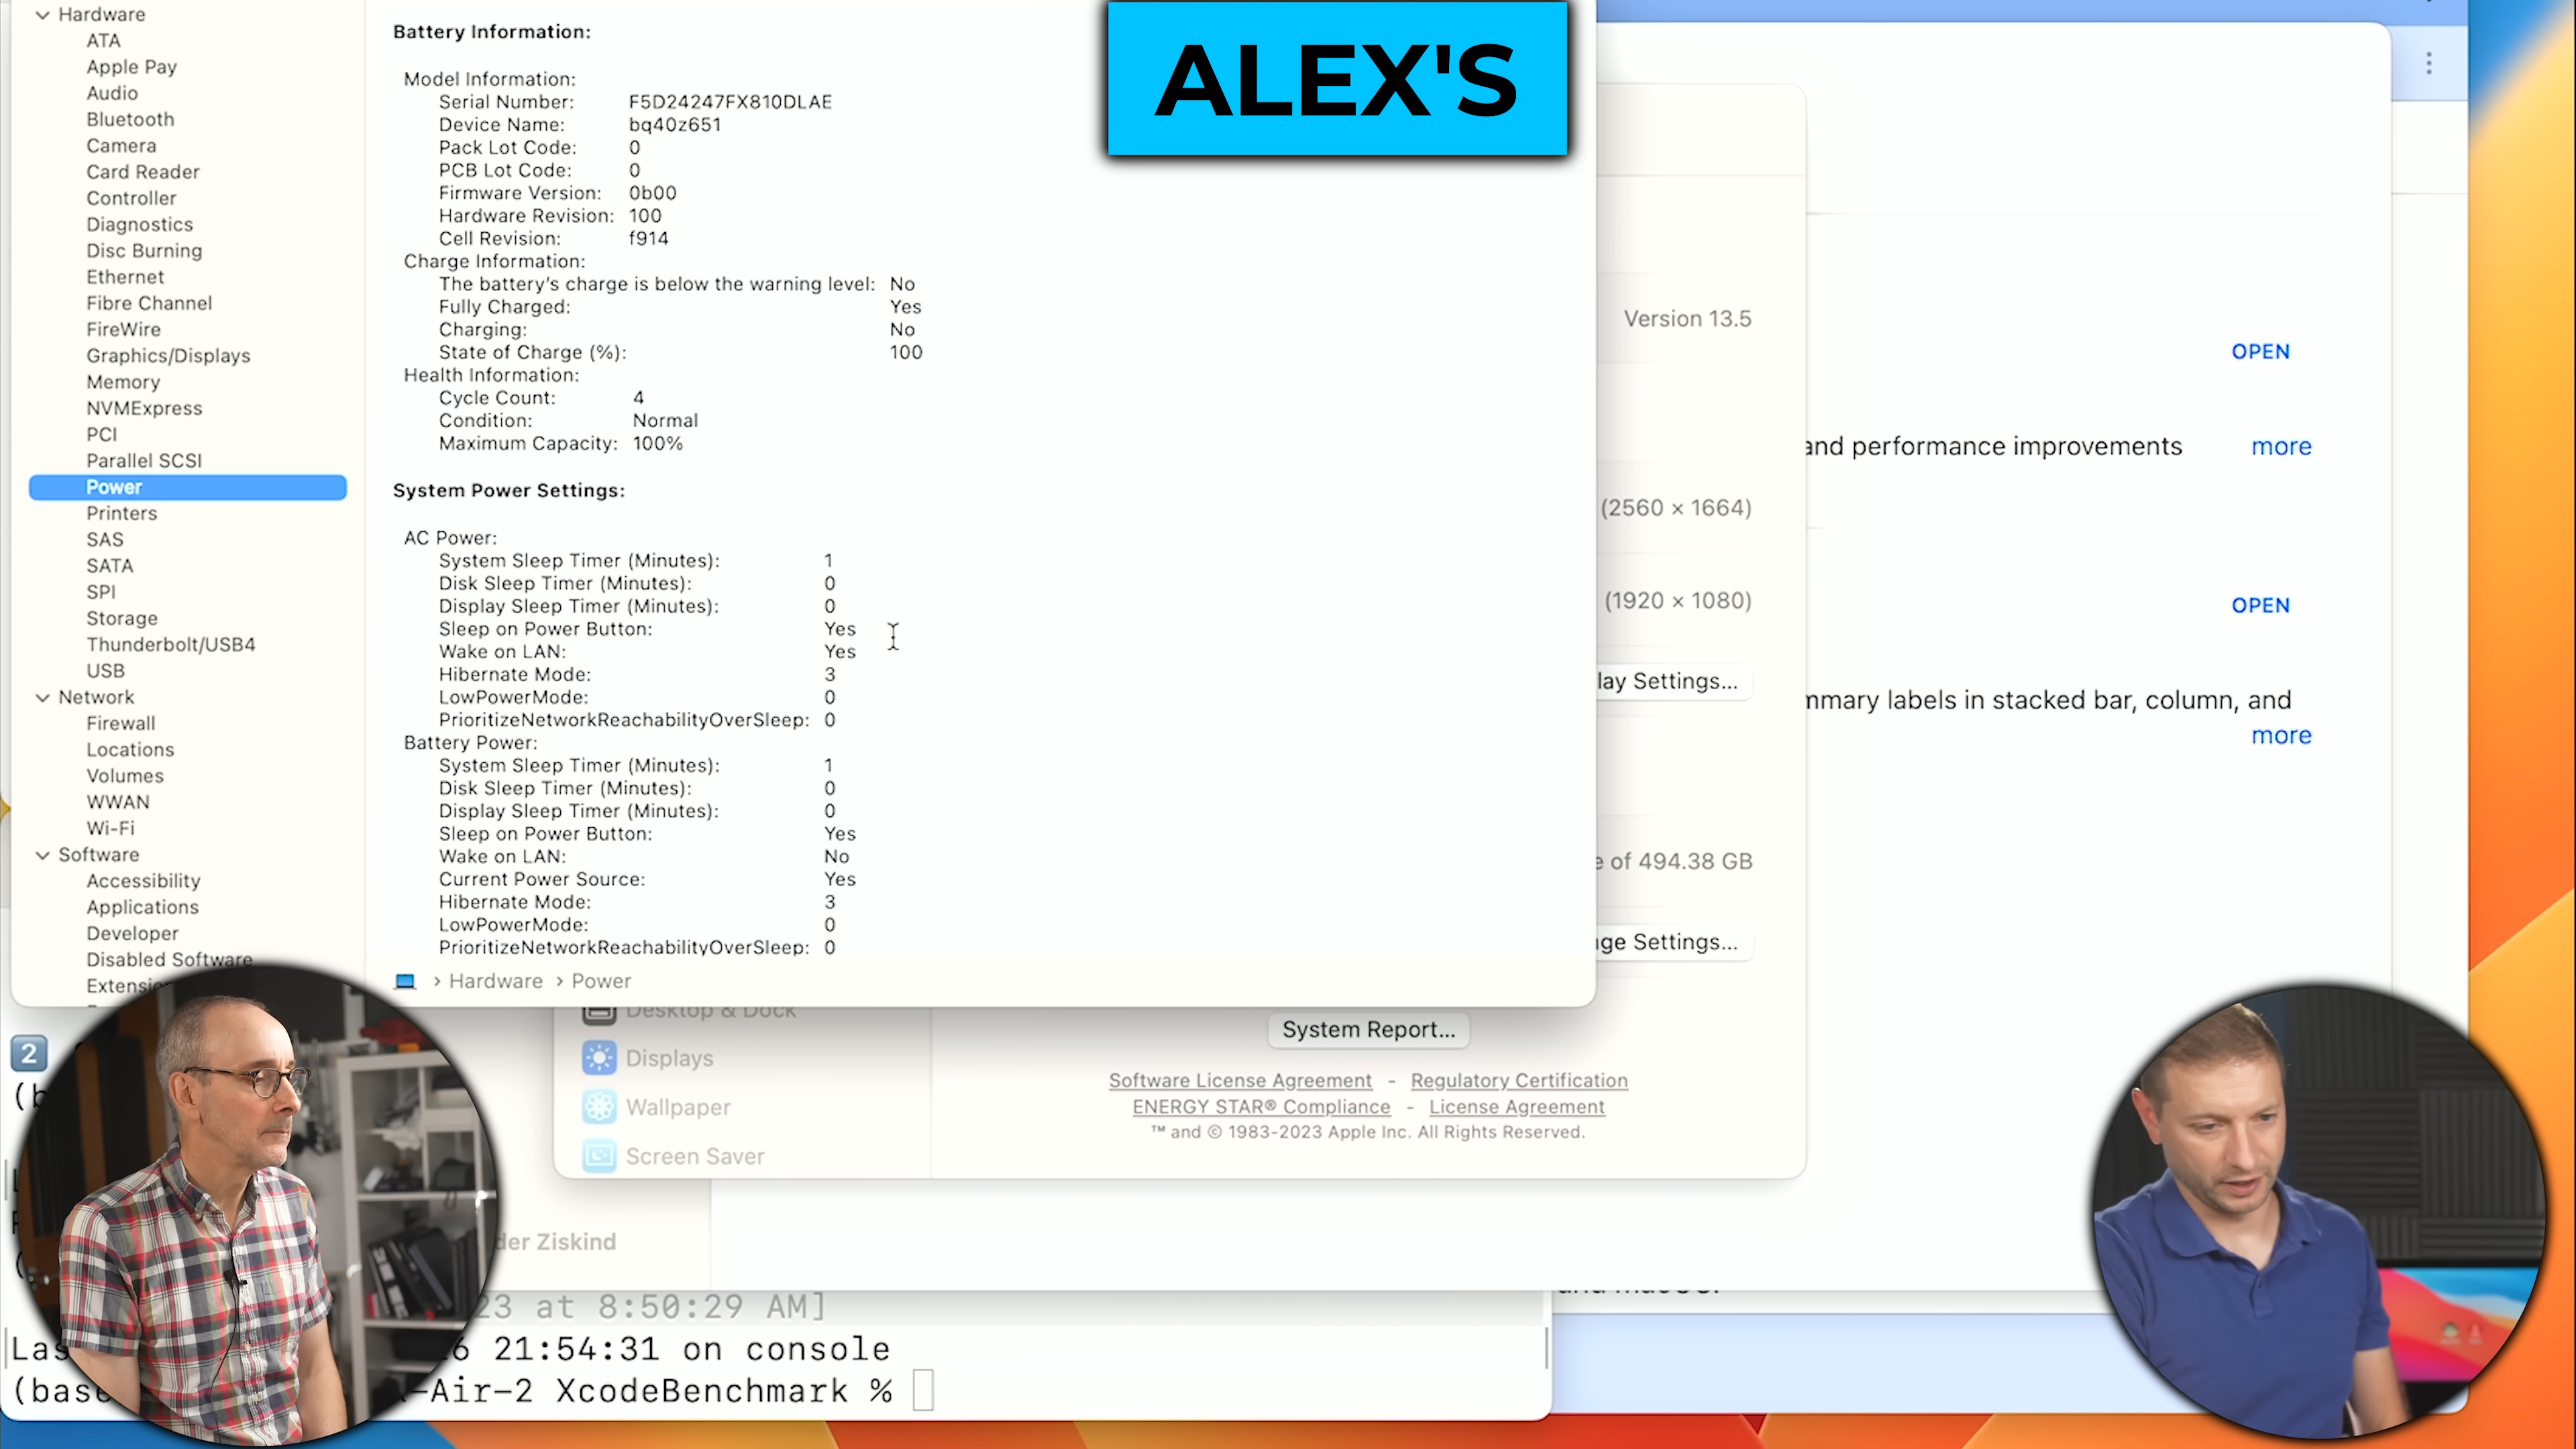 Hardware
ATA
Apple Pay
Audio
Bluetooth
Camera
Card Reader
Controller
Diagnostics
Disc Burning
Ethernet
Fibre Channel
FireWire
Graphics/Displays
Memory
NVMExpress
PCI
Parallel SCSI
Power
Printers
SAS
SATA
SPI
Storage
Thunderbolt/USB4
USB
Network
Firewall
Locations
Volumes
WWAN
Wi-Fi
Software
Accessibility
Applications
Developer
Disabled Software
Battery Information:
Model Information:
Serial Number: F5D24247FX810DLAE
Device Name: bq40z651
Pack Lot Code: 0
PCB Lot Code: 0
Firmware Version: 0b00
Hardware Revision: 100
Cell Revision: f914
Charge Information:
The battery's charge is below the warning level: No
Fully Charged: Yes
Charging: No
State of Charge (%): 100
Health Information:
Cycle Count: 4
Condition: Normal
Maximum Capacity: 100%
System Power Settings:
AC Power:
System Sleep Timer (Minutes): 1
Disk Sleep Timer (Minutes): 0
Display Sleep Timer (Minutes): 0
Sleep on Power Button: Yes
Wake on LAN: Yes
Hibernate Mode: 3
LowPowerMode: 0
PrioritizeNetworkReachabilityOverSleep: 0
Battery Power:
System Sleep Timer (Minutes): 1
Disk Sleep Timer (Minutes): 0
Display Sleep Timer (Minutes): 0
Sleep on Power Button: Yes
Wake on LAN: No
Current Power Source: Yes
Hibernate Mode: 3
LowPowerMode: 0
PrioritizeNetworkReachabilityOverSleep: 0
› Hardware › Power
ALEX'S
Version 13.5
(2560 × 1664)
(1920 × 1080)
lay Settings...
of 494.38 GB
ge Settings...
OPEN
and performance improvements more
OPEN
mmary labels in stacked bar, column, and
more
Desktop & Dock
Displays
Wallpaper
Screen Saver
System Report...
Software License Agreement - Regulatory Certification
ENERGY STAR® Compliance - License Agreement
™ and © 1983-2023 Apple Inc. All Rights Reserved.
der Ziskind
2
23 at 8:50:29 AM]
Las 6 21:54:31 on console
(base -Air-2 XcodeBenchmark %